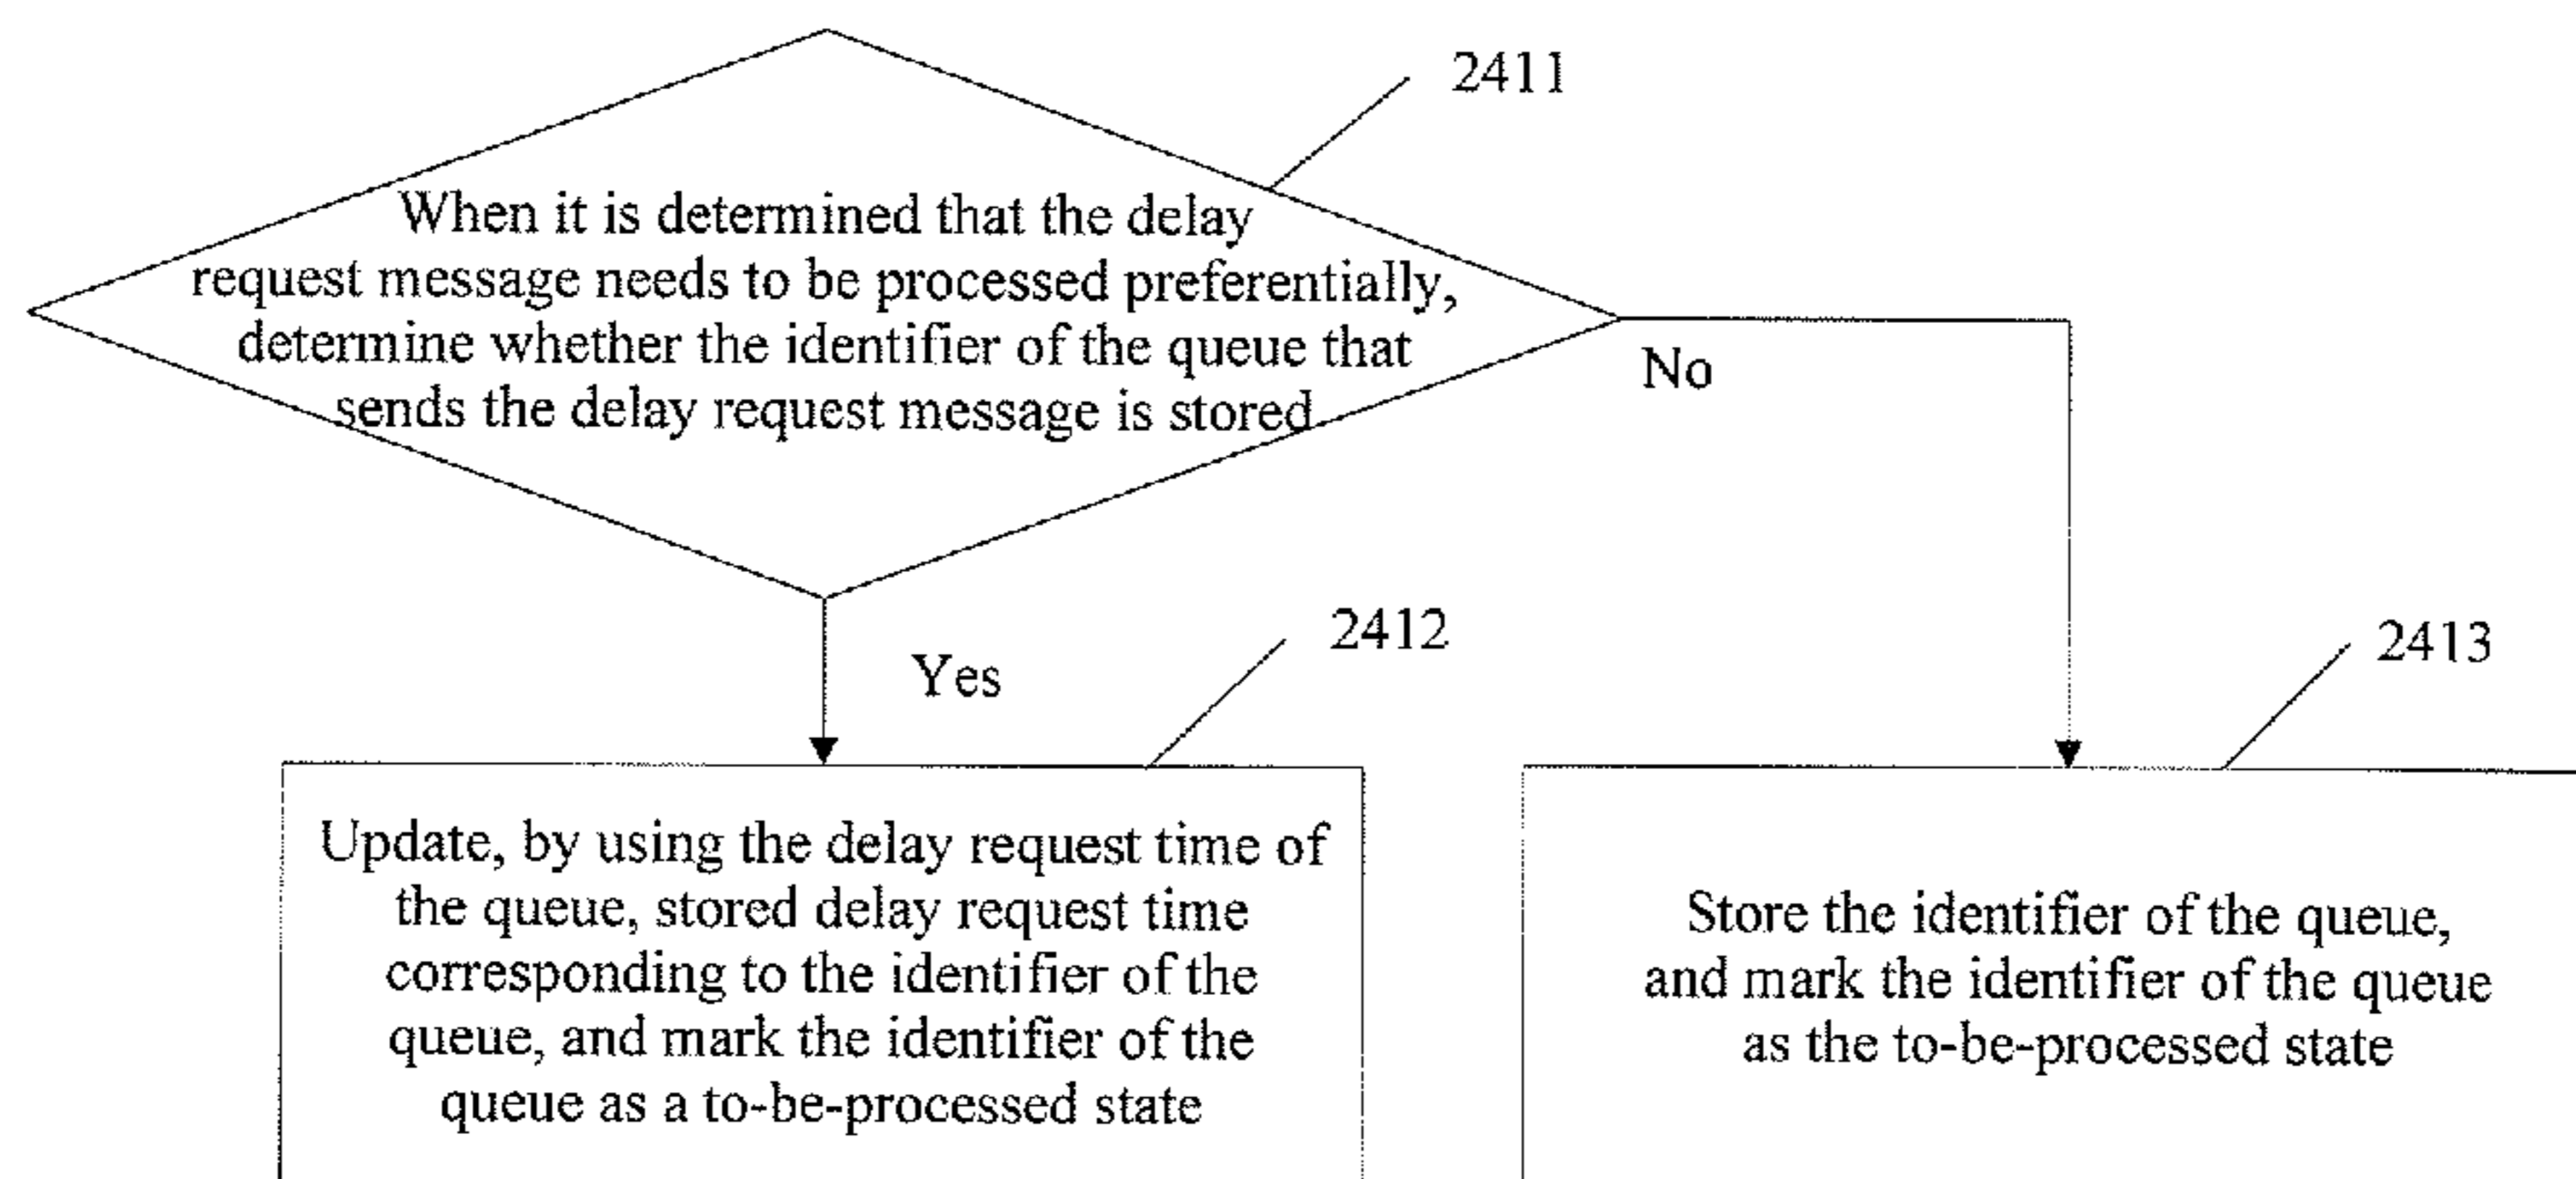 2411
When it is determined that the delay
request message needs to be processed preferentially,
determine whether the identifier of the queue that
sends the delay request message is stored
No
Yes
2412
2413
Update, by using the delay request time of
the queue, stored delay request time
corresponding to the identifier of the
queue, and mark the identifier of the
queue as a to-be-processed state
Store the identifier of the queue,
and mark the identifier of the queue
as the to-be-processed state